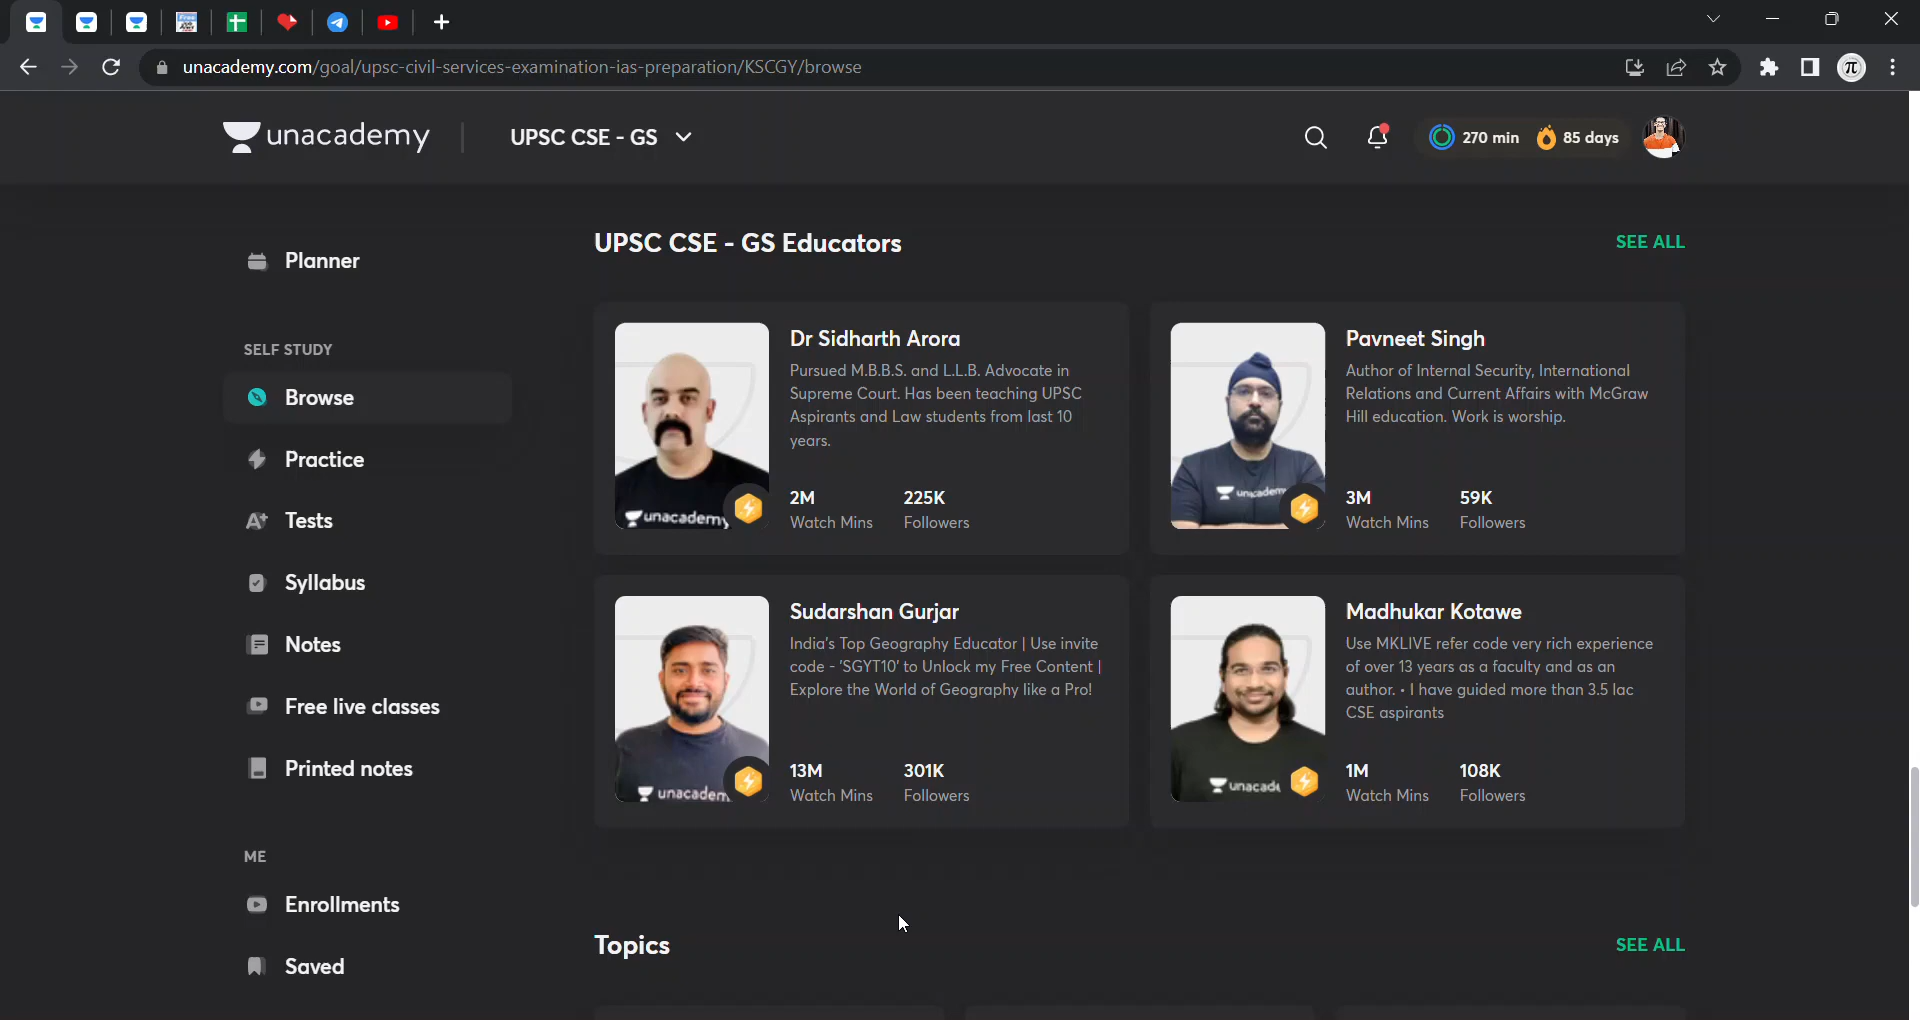 unacademy.com/goal/upsc-civil-services-examination-ias-preparation/KSCGY/browse
unacademy
UPSC CSE - GS
270 min
85 days
Planner
SELF STUDY
Browse
Practice
Tests
Syllabus
Notes
Free live classes
Printed notes
ME
Enrollments
Saved
UPSC CSE - GS Educators
SEE ALL
Dr Sidharth Arora
Pursued M.B.B.S. and L.L.B. Advocate in
Supreme Court. Has been teaching UPSC
Aspirants and Law students from last 10
years.
2M
225K
Watch Mins
Followers
unacademy
Pavneet Singh
Author of Internal Security, International
Relations and Current Affairs with McGraw
Hill education. Work is worship.
3M
59K
Watch Mins
Followers
unacademy
Sudarshan Gurjar
India's Top Geography Educator | Use invite
code - 'SGYT10' to Unlock my Free Content |
Explore the World of Geography like a Pro!
13M
301K
Watch Mins
Followers
unacadem
Madhukar Kotawe
Use MKLIVE refer code very rich experience
of over 13 years as a faculty and as an
author. • I have guided more than 3.5 lac
CSE aspirants
1M
108K
Watch Mins
Followers
unacad
Topics
SEE ALL